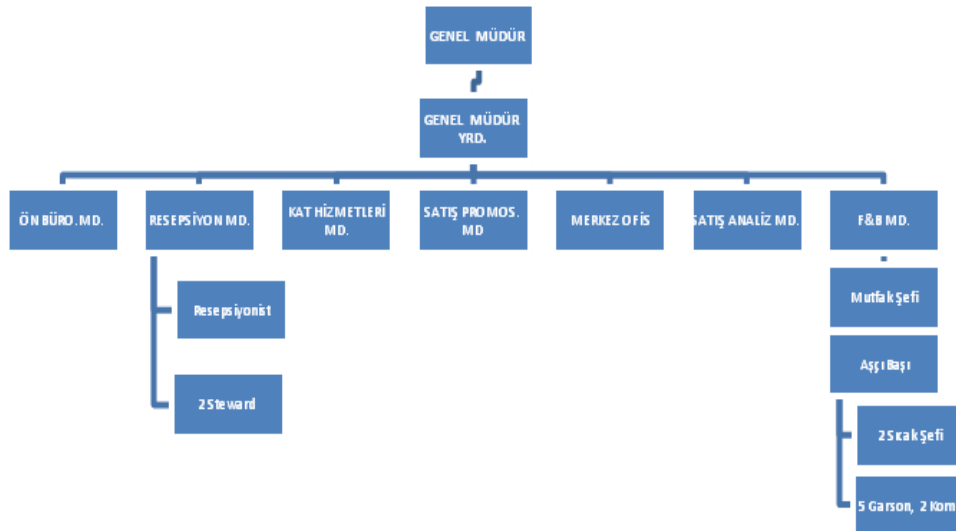 GENEL MÜDÜR
GENEL MÜDÜR
YRD.
ÖN BÜRO. MD.
RESEPSİYON MD.
KAT HİZMETLERİ
MD.
SATIŞ PROMOS.
MD
MERKEZ OFİS
SATIŞ ANALİZ MD.
F&B MD.
Resepsiyonist
2 Steward
Mutfak Şefi
Aşçı Başı
2 Sıcak Şefi
5 Garson, 2 Kom